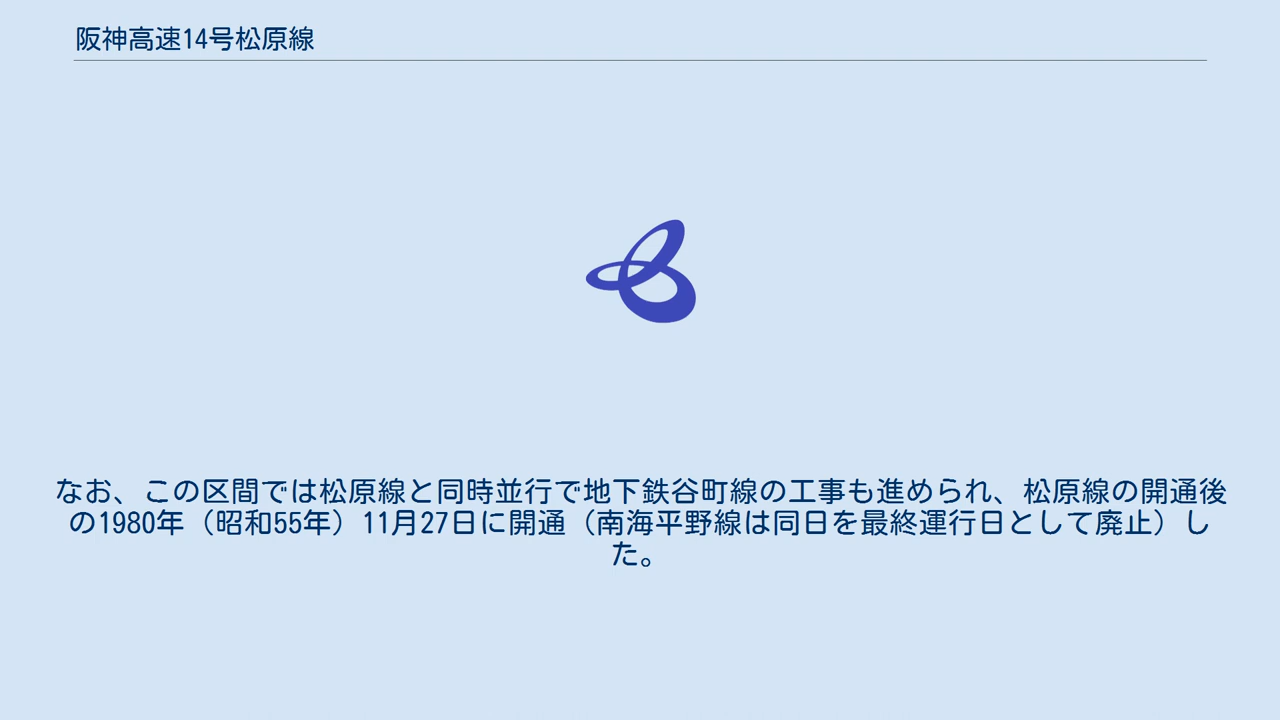 阪神高速14号松原線
なお、この区間では松原線と同時並行で地下鉄谷町線の工事も進められ、松原線の開通後
の1980年（昭和55年）11月27日に開通（南海平野線は同日を最終運行日として廃止）し
た。